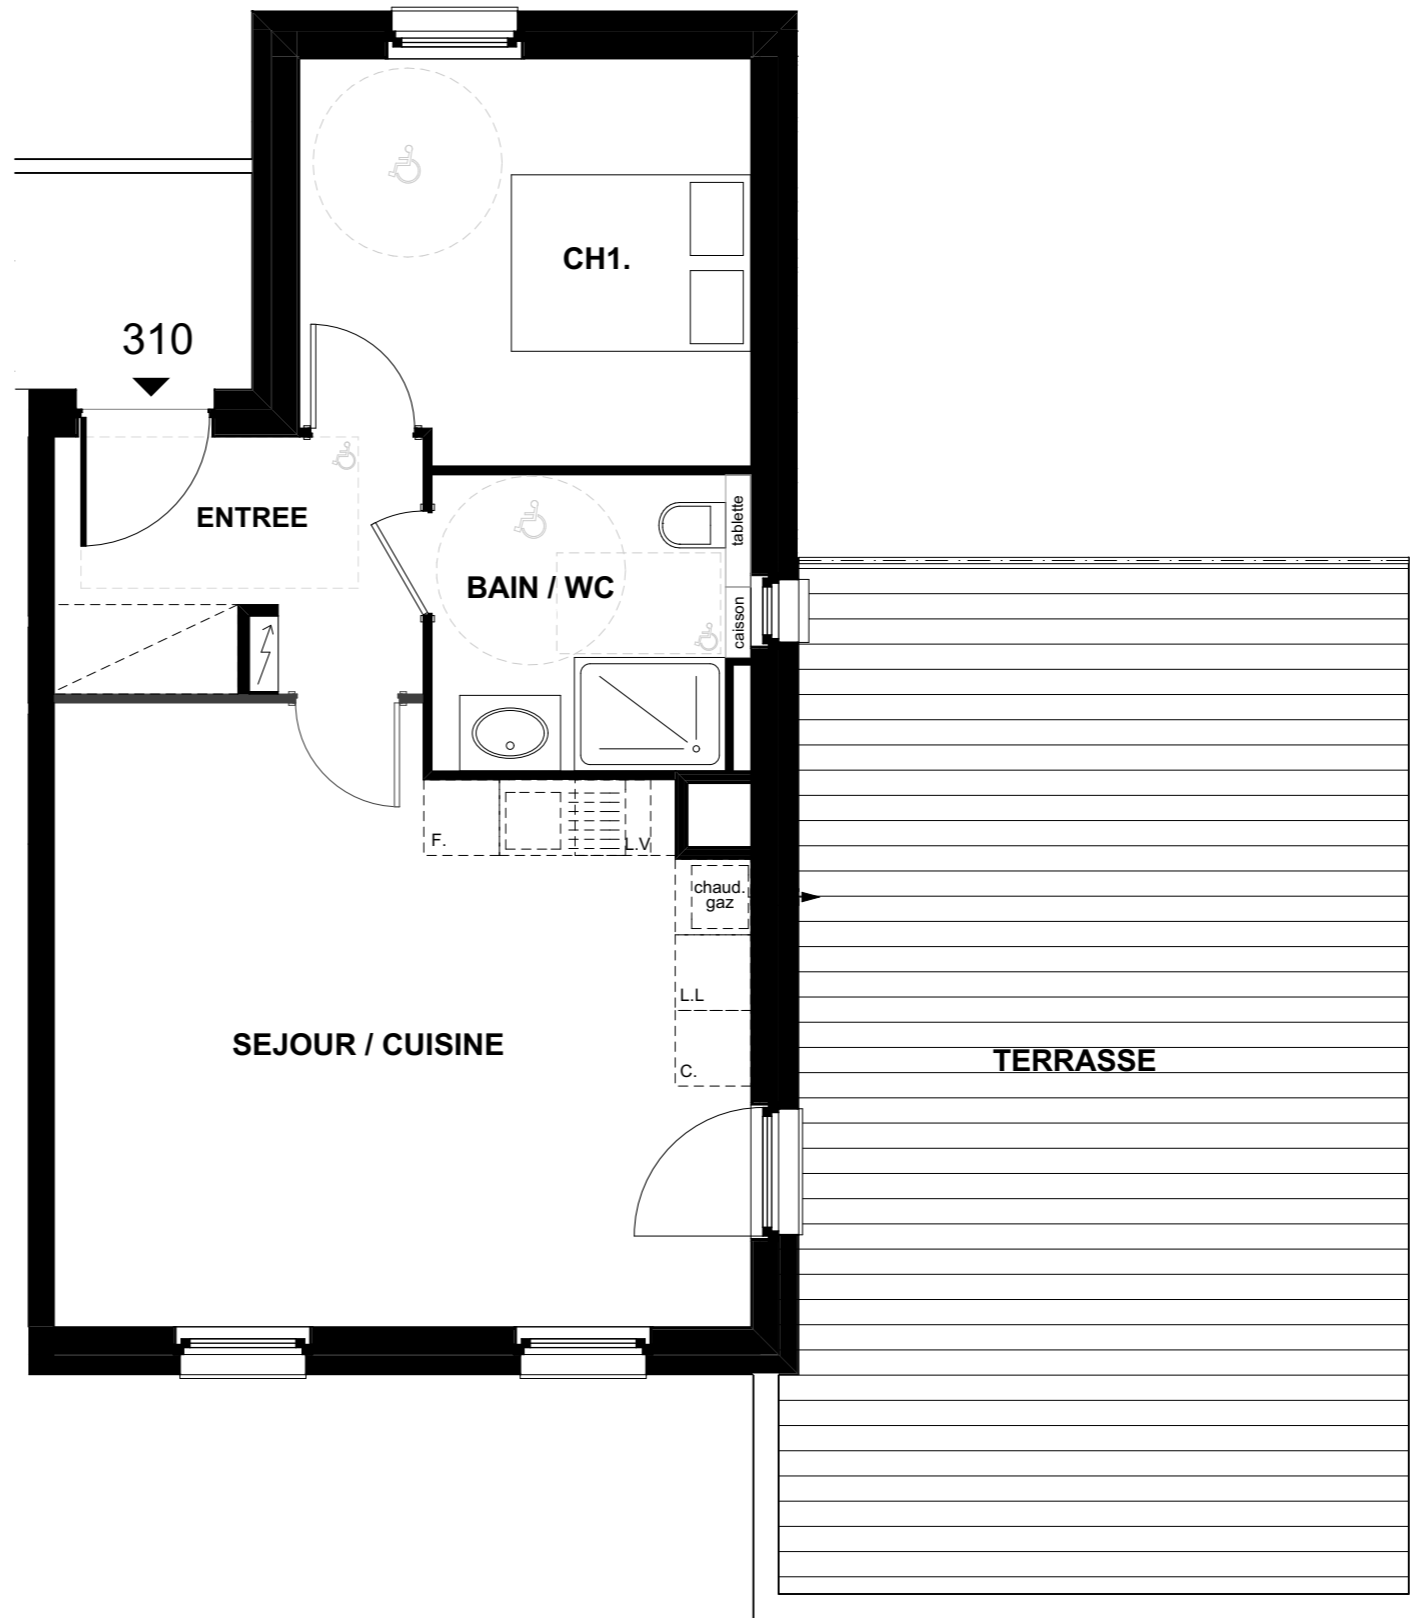 CH1.
310
ENTREE
tablette
BAIN / WC
caisson
F.
L.V
chaud.
gaz
L.L
SEJOUR / CUISINE
C.
TERRASSE